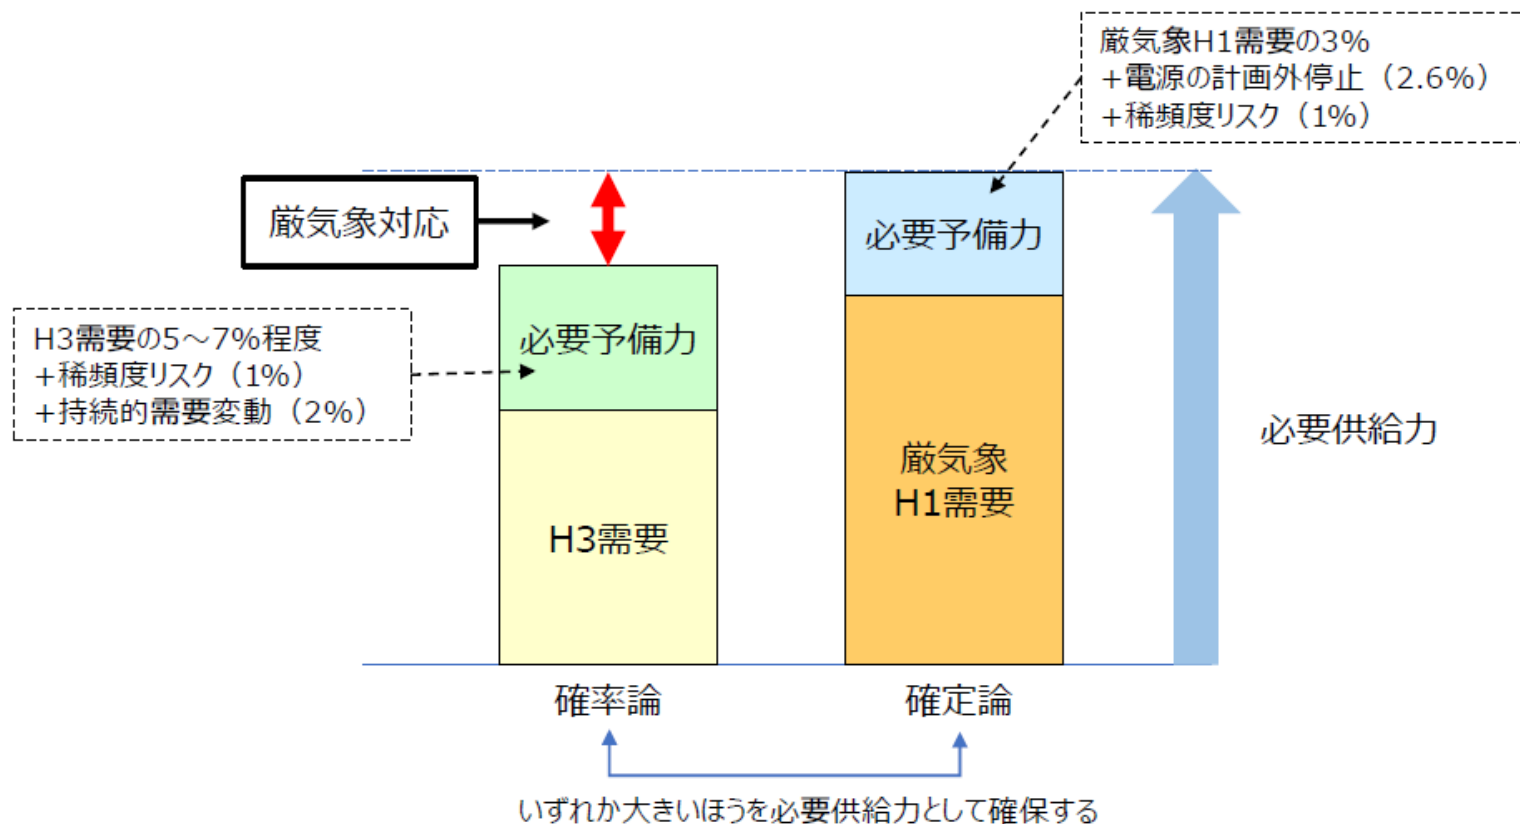 厳気象H1需要の3%
+電源の計画外停止（2.6%）
+稀頻度リスク（1%）
厳気象対応
必要予備力
H3需要の5～7%程度
+稀頻度リスク（1%）
+持続的需要変動（2%）
必要予備力
必要供給力
厳気象
H1需要
H3需要
確率論
確定論
いずれか大きいほうを必要供給力として確保する